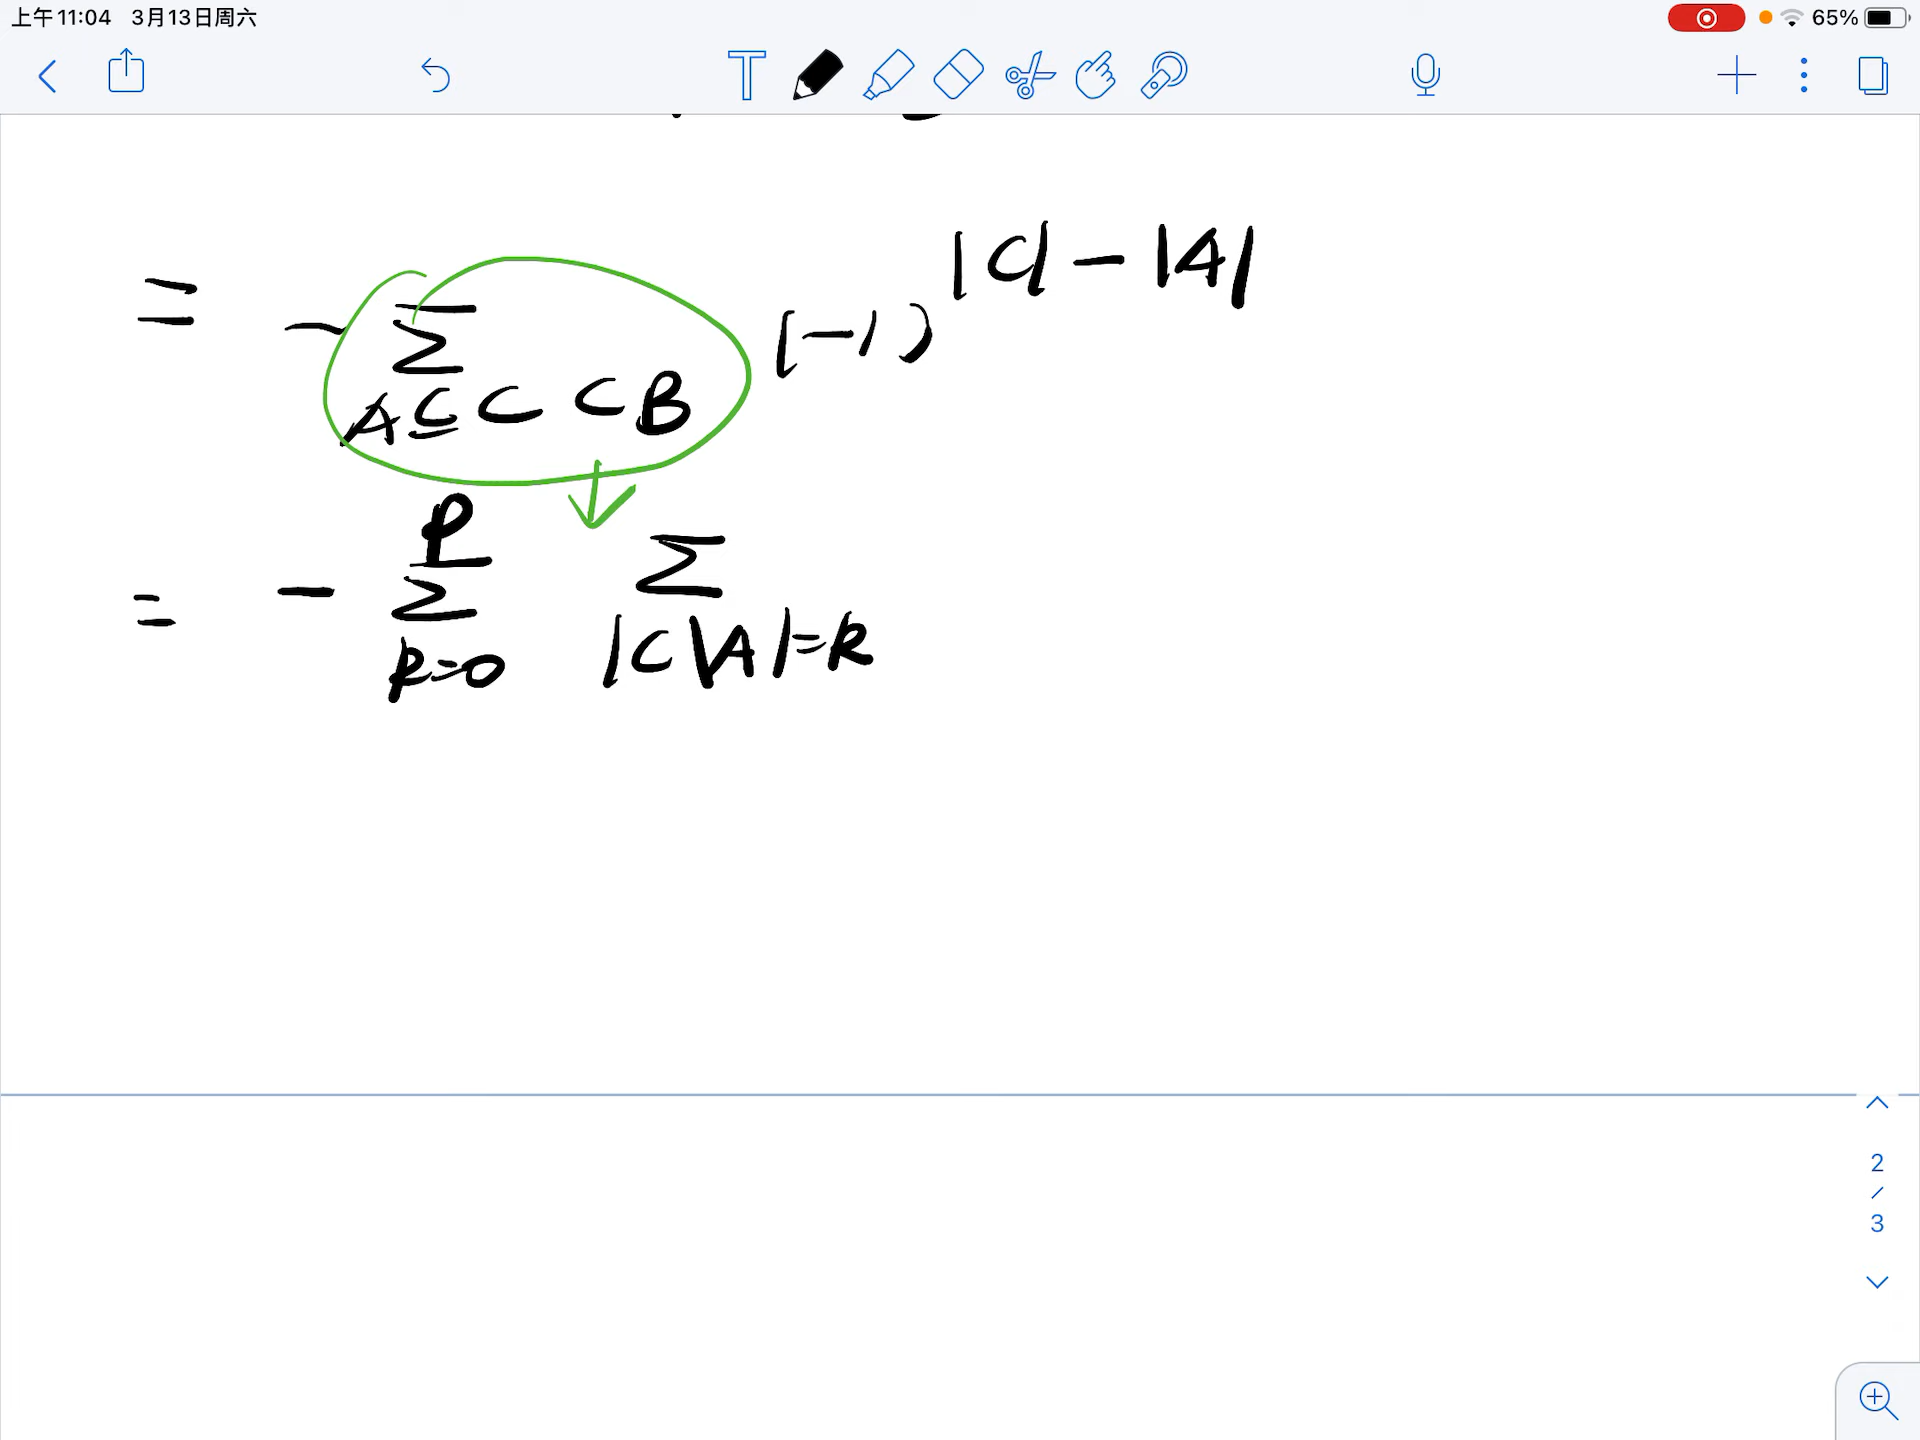 上午11:04 3月13日周六 65%
T
= - Σ (-1)^{|C|-|A|}
A ⊆ C ⊂ B
= - Σ Σ
k=0 |C\A|=k
2
/
3